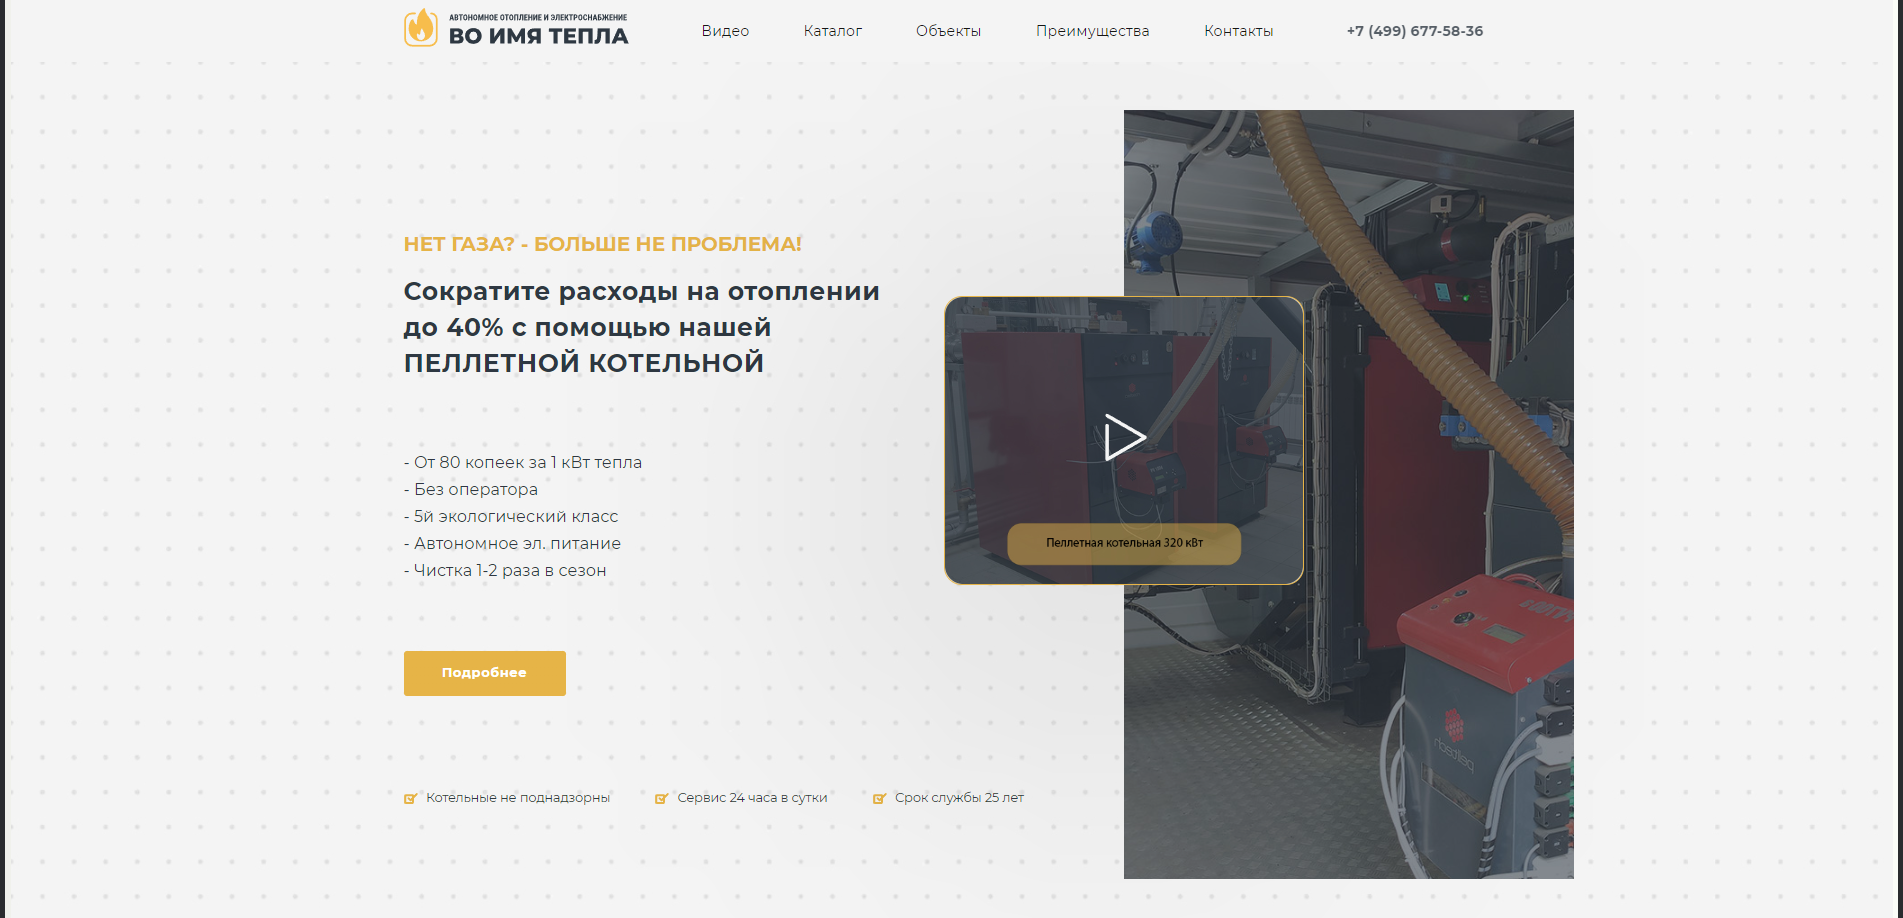 АВТОНОМНОЕ ОТОПЛЕНИЕ И ЭЛЕКТРОСНАБЖЕНИЕ
ВО ИМЯ ТЕПЛА
Видео
Каталог
Объекты
Преимущества
Контакты
+7 (499) 677-58-36
НЕТ ГАЗА? - БОЛЬШЕ НЕ ПРОБЛЕМА!
Сократите расходы на отоплении
до 40% с помощью нашей
ПЕЛЛЕТНОЙ КОТЕЛЬНОЙ
- От 80 копеек за 1 кВт тепла
- Без оператора
- 5й экологический класс
- Автономное эл. питание
- Чистка 1-2 раза в сезон
Пеллетная котельная 320 кВт
Подробнее
Котельные не поднадзорны
Сервис 24 часа в сутки
Срок службы 25 лет
pelltech